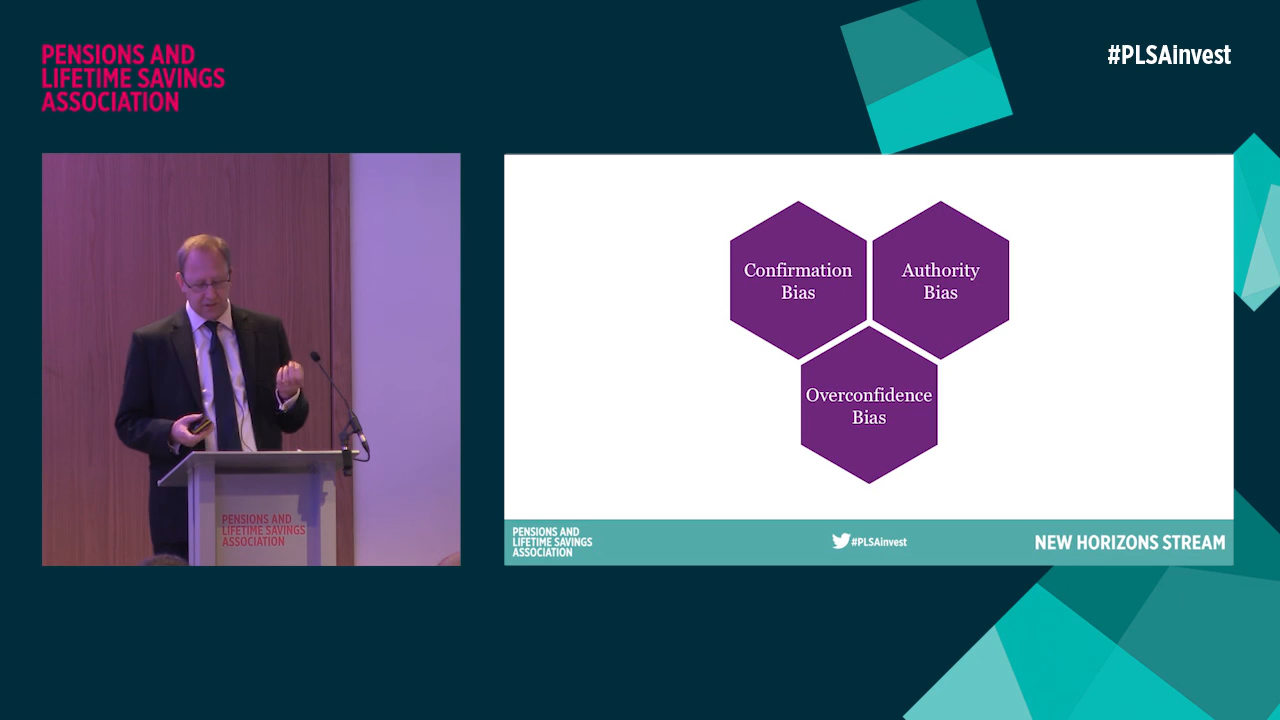 PENSIONS AND
LIFETIME SAVINGS
ASSOCIATION
#PLSAinvest
Confirmation
Bias
Authority
Bias
Overconfidence
Bias
PENSIONS AND
LIFETIME SAVINGS
ASSOCIATION
PENSIONS AND
LIFETIME SAVINGS
ASSOCIATION
#PLSAinvest
NEW HORIZONS STREAM